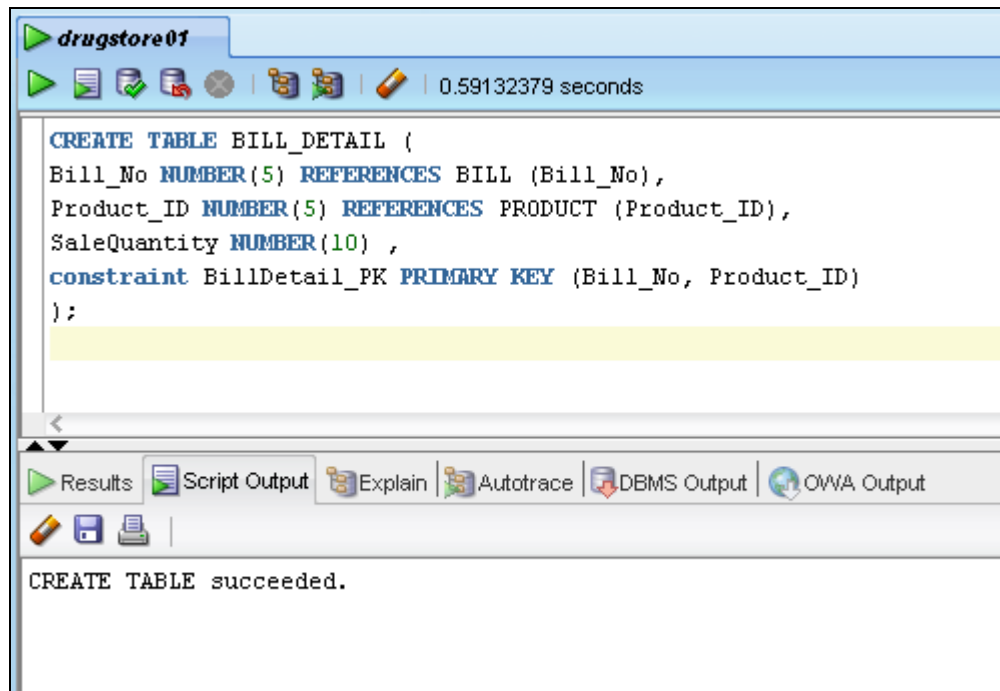 drugstore01
0.59132379 seconds
CREATE TABLE BILL_DETAIL (
Bill_No NUMBER(5) REFERENCES BILL (Bill_No),
Product_ID NUMBER(5) REFERENCES PRODUCT (Product_ID),
SaleQuantity NUMBER(10) ,
constraint BillDetail_PK PRIMARY KEY (Bill_No, Product_ID)
);
Results Script Output Explain Autotrace DBMS Output OWA Output
CREATE TABLE succeeded.